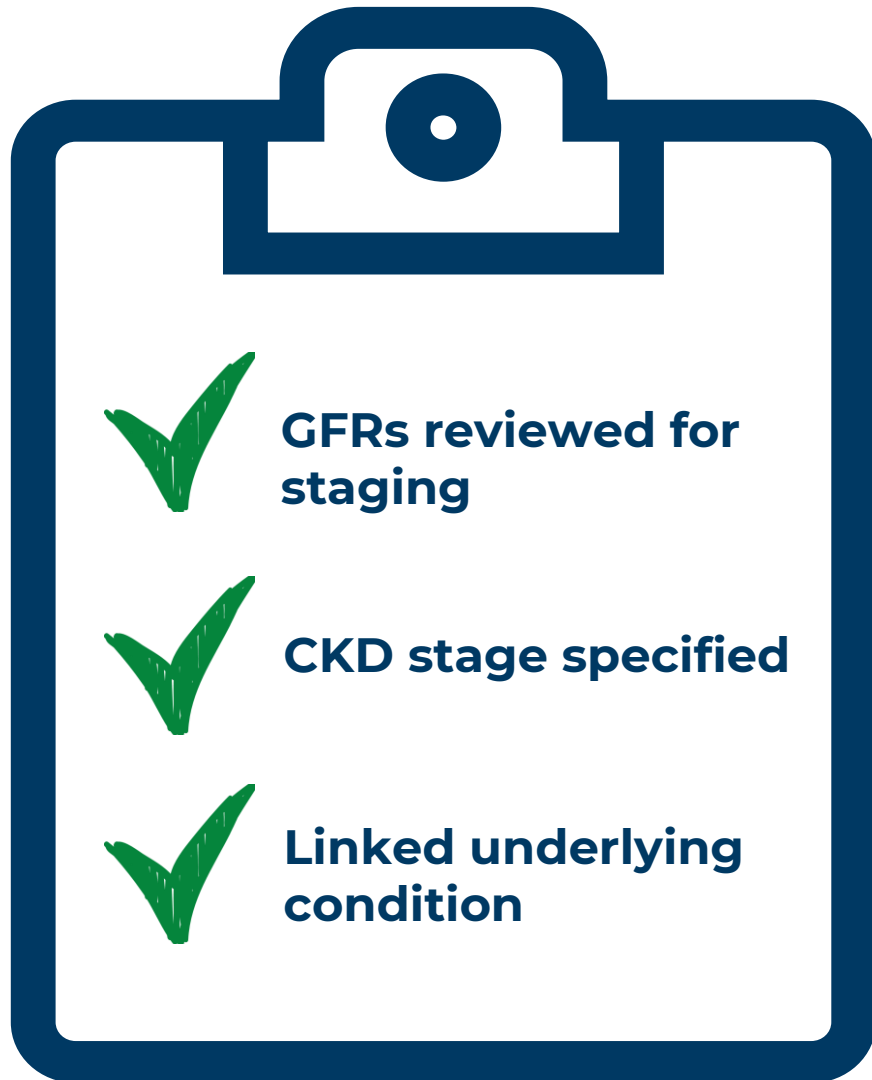 GFRs reviewed for
staging
CKD stage specified
Linked underlying
condition